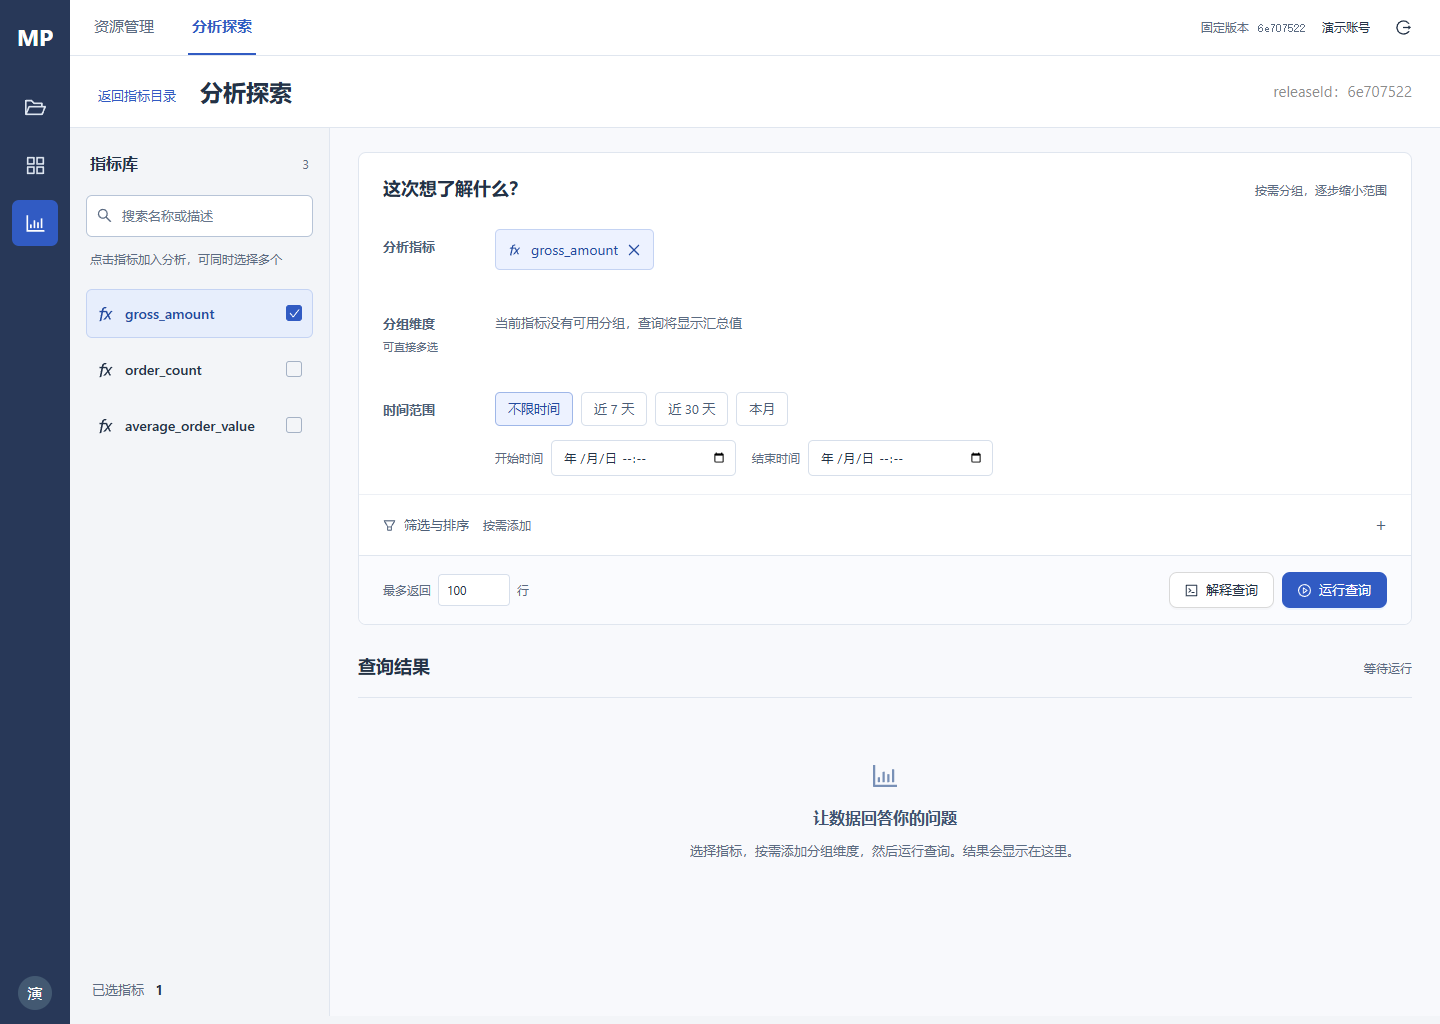 MP
资源管理
分析探索
固定版本 6e707522 演示账号
返回指标目录
分析探索
releaseId: 6e707522
指标库 3
搜索名称或描述
点击指标加入分析，可同时选择多个
fx gross_amount
fx order_count
fx average_order_value
已选指标 1
演
这次想了解什么？
按需分组，逐步缩小范围
分析指标
fx gross_amount
分组维度
可直接多选
当前指标没有可用分组，查询将显示汇总值
时间范围
不限时间 近 7 天 近 30 天 本月
开始时间 年 /月/日 --:-- 结束时间 年 /月/日 --:--
筛选与排序 按需添加 +
最多返回 100 行
解释查询 运行查询
查询结果
等待运行
让数据回答你的问题
选择指标，按需添加分组维度，然后运行查询。结果会显示在这里。